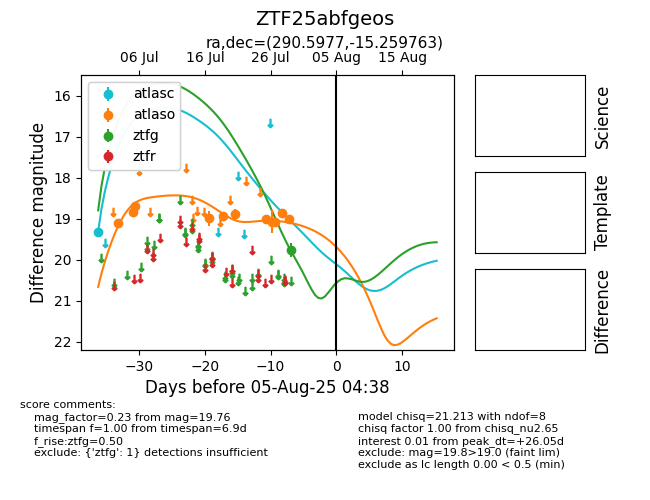 ZTF25abfgeos
ra,dec=(290.5977,-15.259763)
06 Jul 16 Jul 26 Jul 05 Aug 15 Aug
atlasc
atlaso
ztfg
ztfr
Difference magnitude
16
17
18
19
20
21
22
−30 −20 −10 0 10
Days before 05-Aug-25 04:38
Science
Template
Difference
score comments:
mag_factor=0.23 from mag=19.76
timespan f=1.00 from timespan=6.9d
f_rise:ztfg=0.50
exclude: {'ztfg': 1} detections insufficient
model chisq=21.213 with ndof=8
chisq factor 1.00 from chisq_nu2.65
interest 0.01 from peak_dt=+26.05d
exclude: mag=19.8>19.0 (faint lim)
exclude as lc length 0.00 < 0.5 (min)